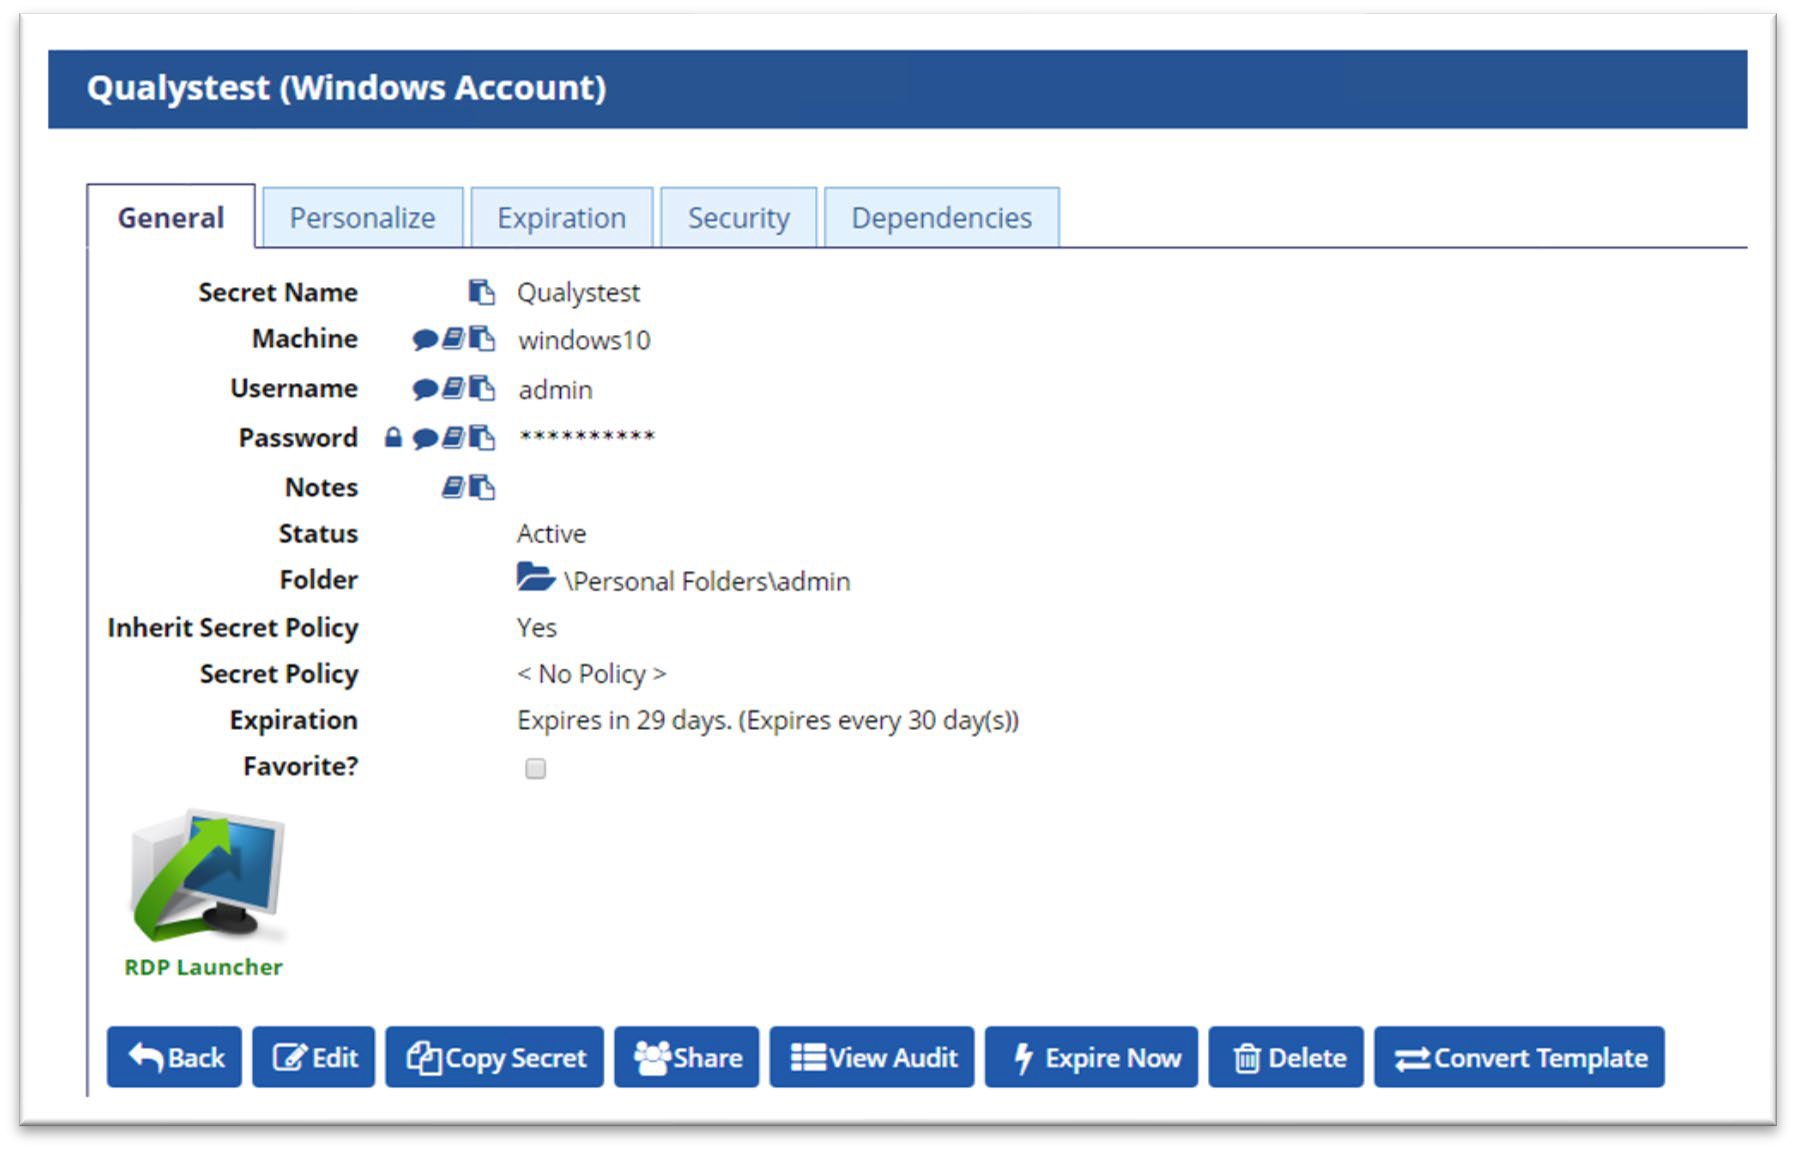 Qualystest (Windows Account)
General Personalize Expiration Security Dependencies
Secret Name Qualystest
Machine windows10
Username admin
Password **********
Notes
Status Active
Folder \Personal Folders\admin
Inherit Secret Policy Yes
Secret Policy < No Policy >
Expiration Expires in 29 days. (Expires every 30 day(s))
Favorite?
RDP Launcher
Back Edit Copy Secret Share View Audit Expire Now Delete Convert Template